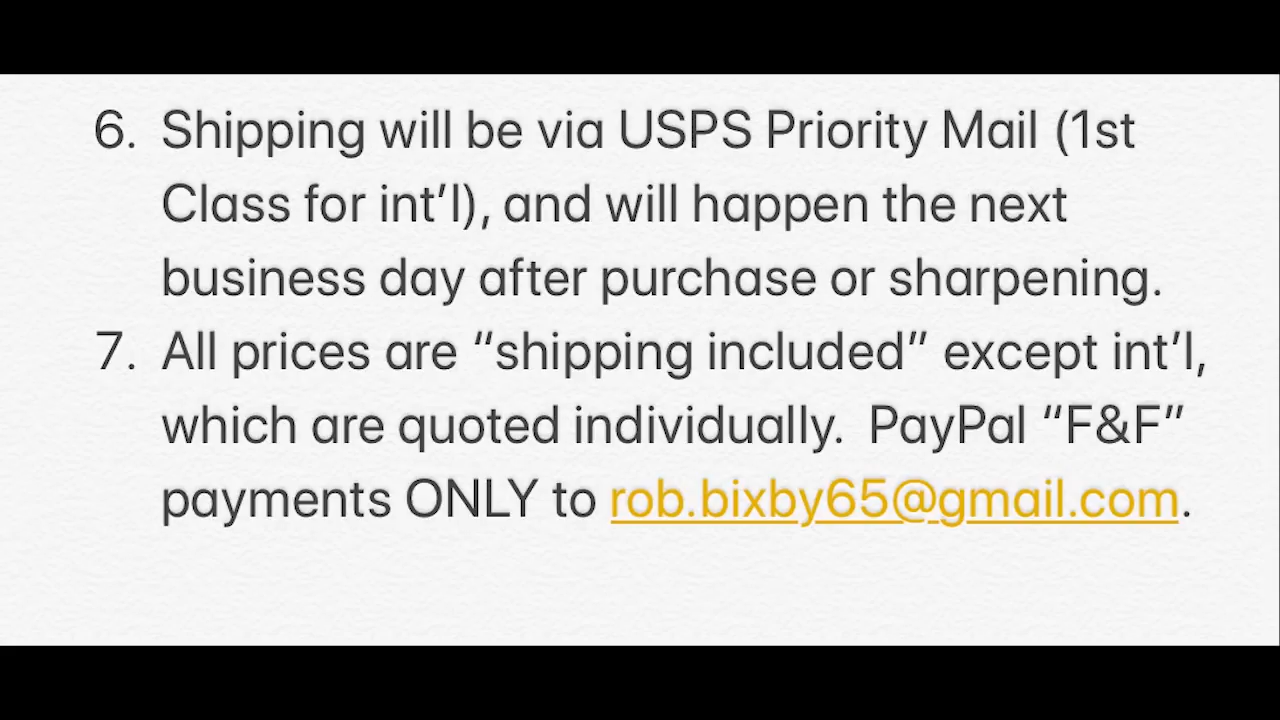 6. Shipping will be via USPS Priority Mail (1st
Class for int’l), and will happen the next
business day after purchase or sharpening.
7. All prices are “shipping included” except int’l,
which are quoted individually.  PayPal “F&F”
payments ONLY to rob.bixby65@gmail.com.